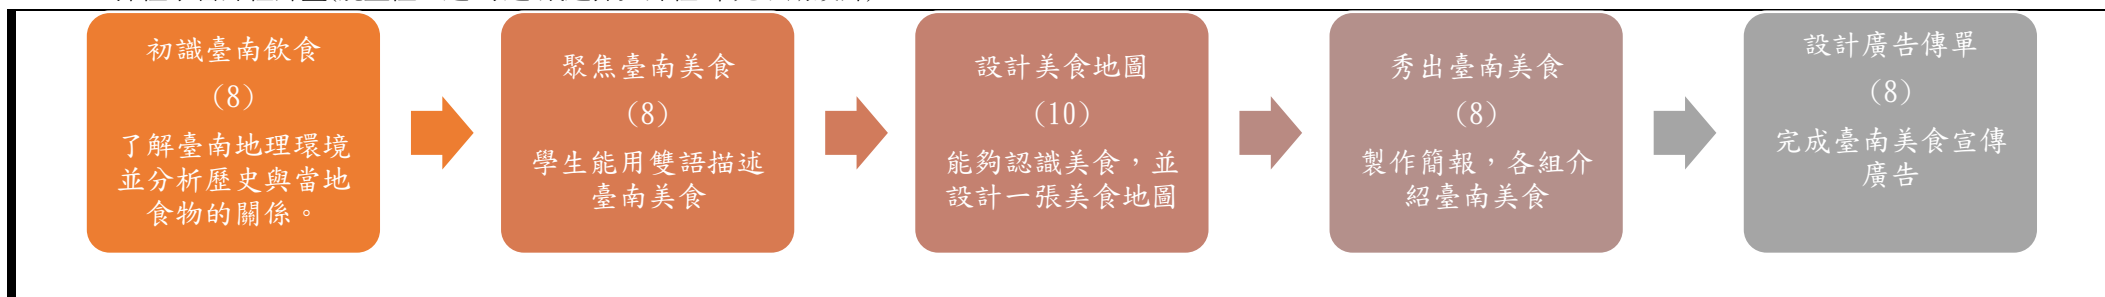 初識臺南飲食
(8)
了解臺南地理環境
並分析歷史與當地
食物的關係。
聚焦臺南美食
(8)
學生能用雙語描述
臺南美食
設計美食地圖
(10)
能夠認識美食，並
設計一張美食地圖
秀出臺南美食
(8)
製作簡報，各組介
紹臺南美食
設計廣告傳單
(8)
完成臺南美食宣傳
廣告